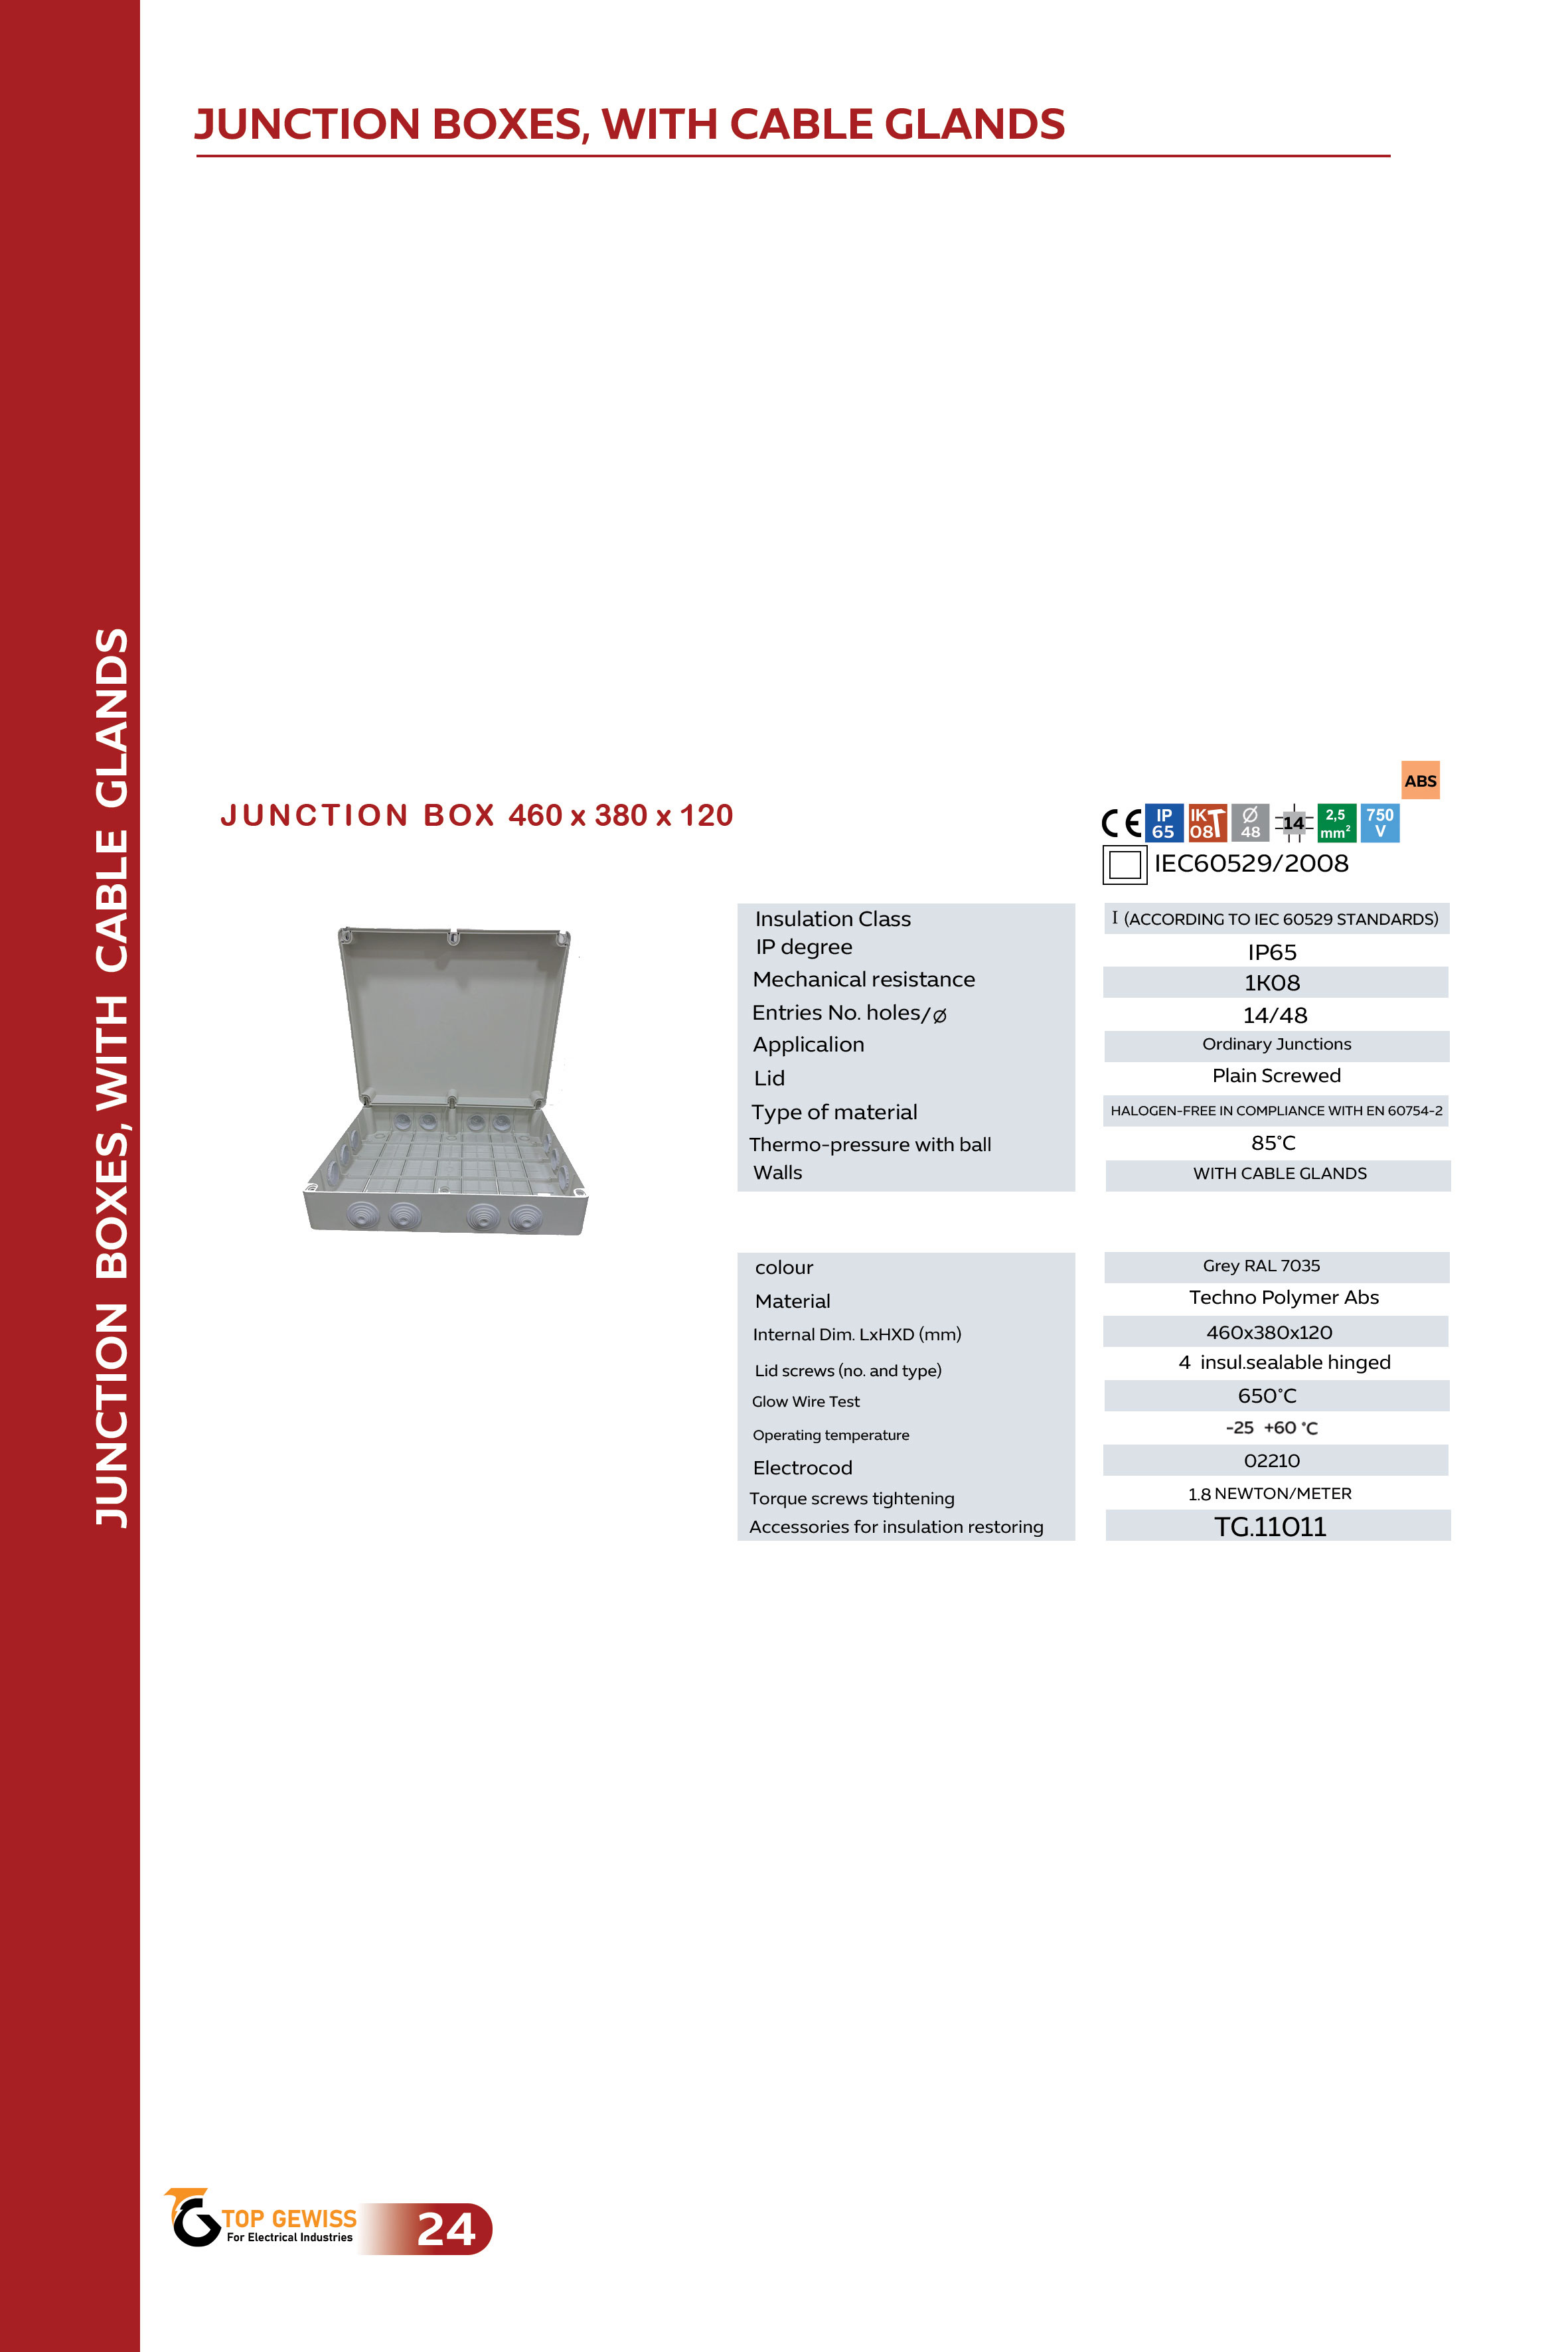 JUNCTION BOXES, WITH CABLE GLANDS
JUNCTION BOXES, WITH CABLE GLANDS
ABS
JUNCTION BOX 460 x 380 x 120
CE IP 65 IK 08 Ø 48 14 2,5 mm² 750 V
IEC60529/2008
Insulation Class I (ACCORDING TO IEC 60529 STANDARDS)
IP degree IP65
Mechanical resistance 1K08
Entries No. holes/Ø 14/48
Applicalion Ordinary Junctions
Lid Plain Screwed
Type of material HALOGEN-FREE IN COMPLIANCE WITH EN 60754-2
Thermo-pressure with ball 85°C
Walls WITH CABLE GLANDS
colour Grey RAL 7035
Material Techno Polymer Abs
Internal Dim. LxHXD (mm) 460x380x120
Lid screws (no. and type) 4 insul.sealable hinged
Glow Wire Test 650°C
Operating temperature -25 +60 °C
Electrocod 02210
Torque screws tightening 1.8 NEWTON/METER
Accessories for insulation restoring TG.11011
TOP GEWISS
For Electrical Industries
24